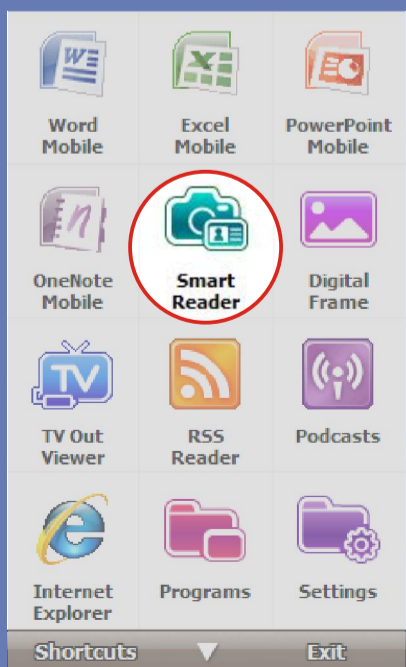 Word
Mobile
Excel
Mobile
PowerPoint
Mobile
OneNote
Mobile
Smart
Reader
Digital
Frame
TV
TV Out
Viewer
RSS
Reader
Podcasts
Internet
Explorer
Programs
Settings
Shortcuts
Exit